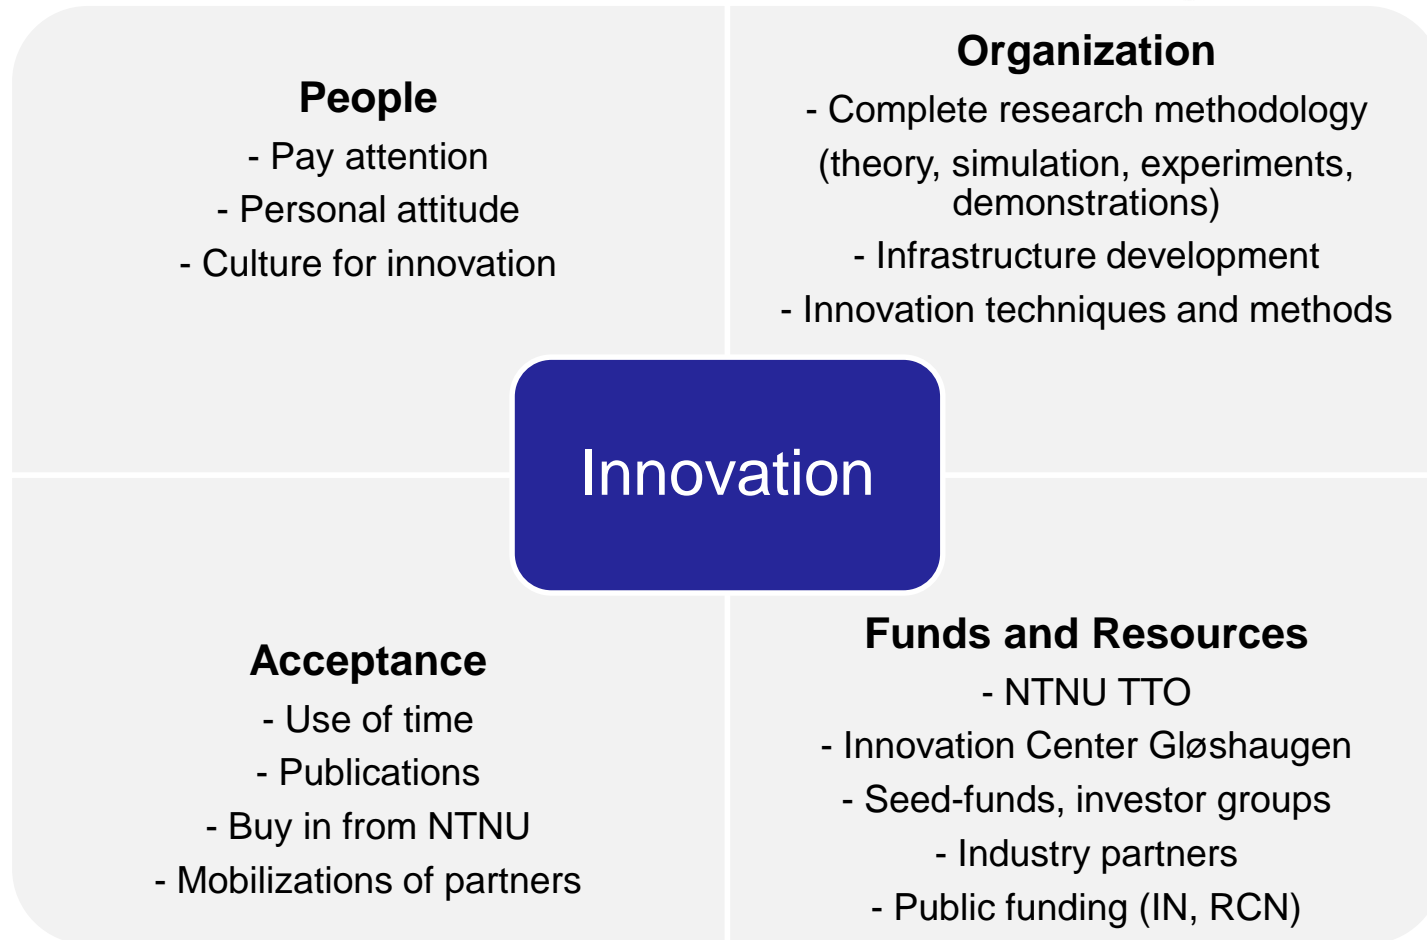 People
- Pay attention
- Personal attitude
- Culture for innovation
Organization
- Complete research methodology
(theory, simulation, experiments,
demonstrations)
- Infrastructure development
- Innovation techniques and methods
Innovation
Acceptance
- Use of time
- Publications
- Buy in from NTNU
- Mobilizations of partners
Funds and Resources
- NTNU TTO
- Innovation Center Gløshaugen
- Seed-funds, investor groups
- Industry partners
- Public funding (IN, RCN)